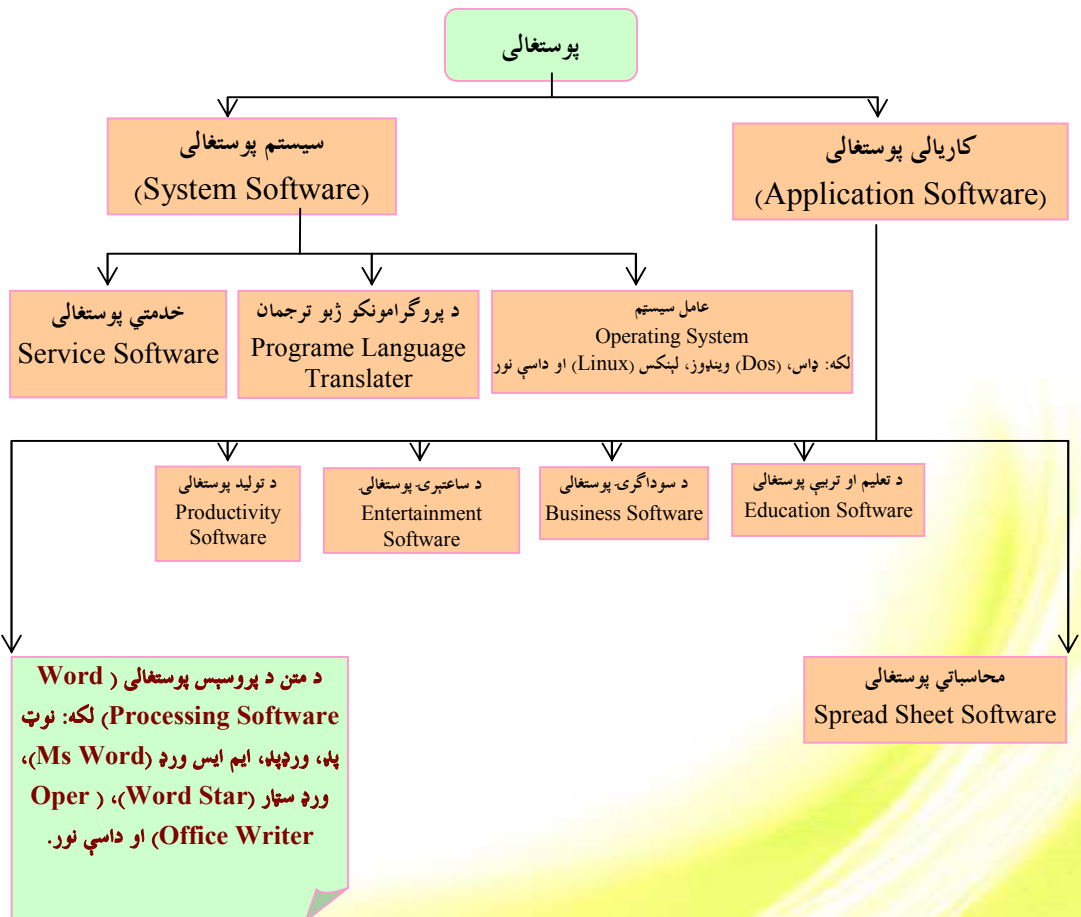 پوستغالی
سیستم پوستغالی
(System Software)
کاریالی پوستغالی
(Application Software)
خدمتي پوستغالی
Service Software
د پروگرامونکو ژبو ترجمان
Programe Language
Translater
عامل سیسټم
Operating System
لکه: ډاس، (Dos) وینډوز، لېنکس (Linux) او داسې نور
د تولید پوستغالی
Productivity
Software
د ساعتېرۍ پوستغالۍ
Entertainment
Software
د سوداگرۍ پوستغالی
Business Software
د تعلیم او تربیې پوستغالی
Education Software
د متن د پروسېس پوستغالی (Word
Processing Software) لکه: نوټ
پډ، ورډپډ، ایم ایس ورډ (Ms Word)،
ورډ سټار (Word Star)، (Oper
Office Writer) او داسې نور.
محاسباتي پوستغالی
Spread Sheet Software